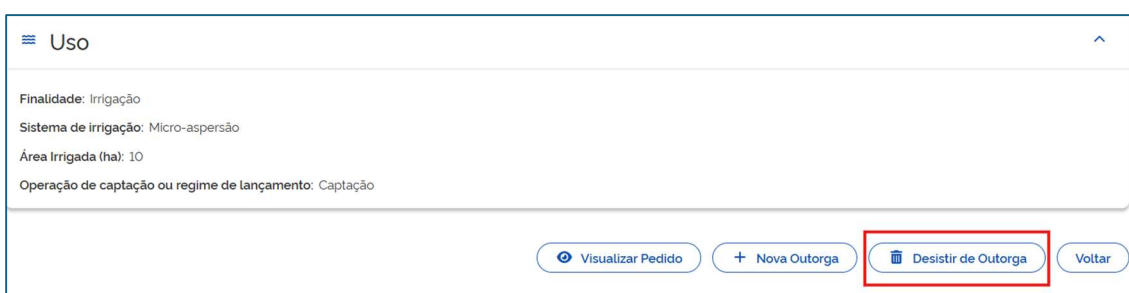 Uso
Finalidade: Irrigação
Sistema de irrigação: Micro-aspersão
Área Irrigada (ha): 10
Operação de captação ou regime de lançamento: Captação
Visualizar Pedido + Nova Outorga Desistir de Outorga Voltar